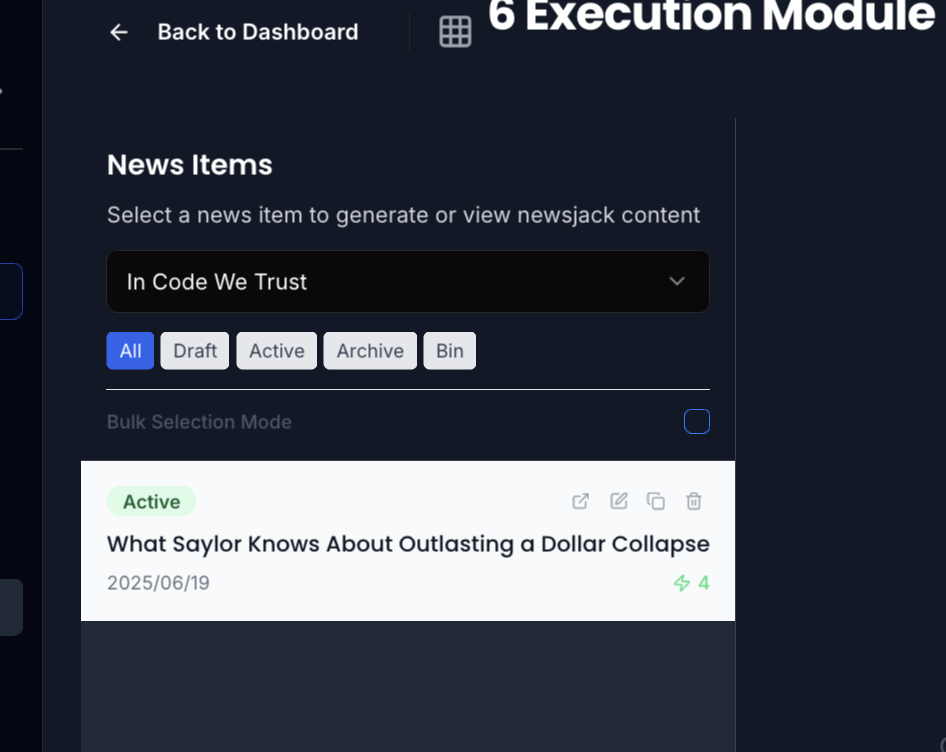 Back to Dashboard
6 Execution Module
News Items
Select a news item to generate or view newsjack content
In Code We Trust
All Draft Active Archive Bin
Bulk Selection Mode
Active
What Saylor Knows About Outlasting a Dollar Collapse
2025/06/19
4